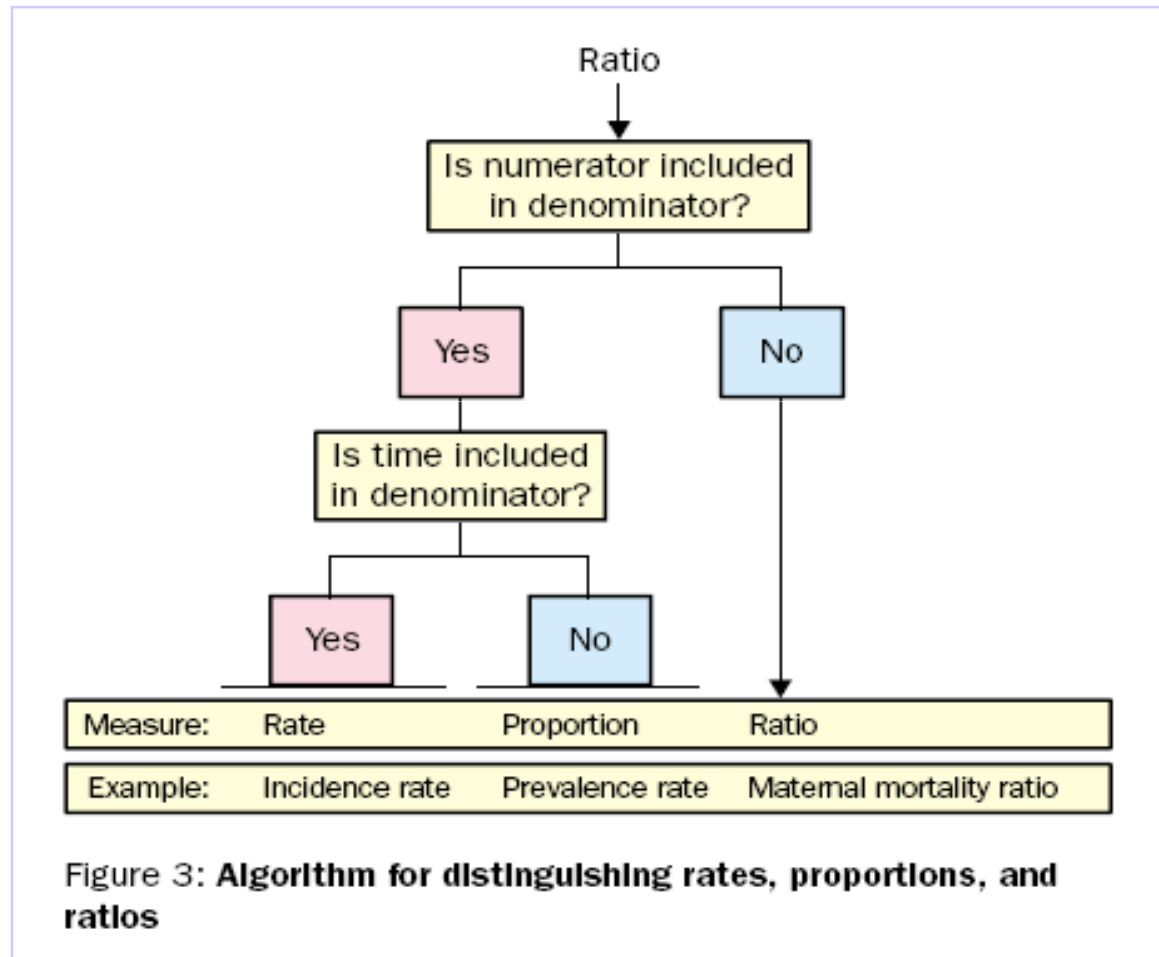 Ratio
Is numerator included
in denominator?
Yes
No
Is time included
in denominator?
Yes
No
Measure: Rate Proportion Ratio
Example: Incidence rate Prevalence rate Maternal mortality ratio
Figure 3: Algorithm for distinguishing rates, proportions, and
ratios